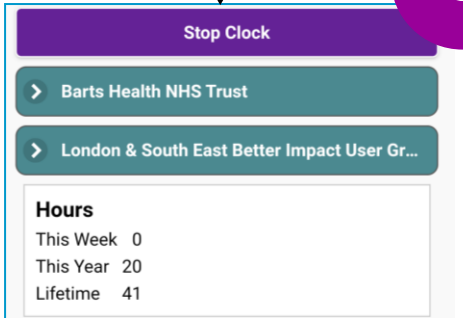 Stop Clock
Barts Health NHS Trust
London & South East Better Impact User Gr...
Hours
This Week 0
This Year 20
Lifetime 41